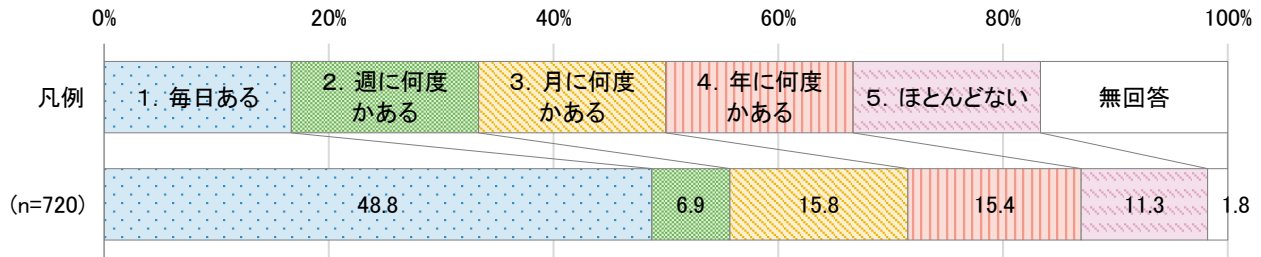 0% 20% 40% 60% 80% 100%
凡例
1．毎日ある
2．週に何度
かある
3．月に何度
かある
4．年に何度
かある
5．ほとんどない
無回答
(n=720)
48.8 6.9 15.8 15.4 11.3 1.8